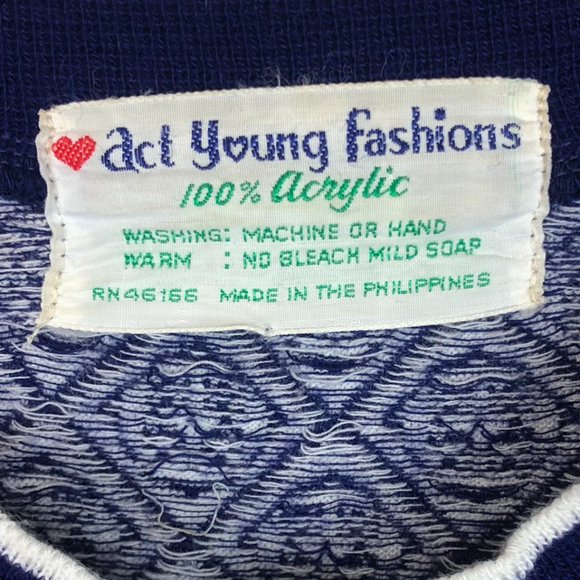 act young fashions
100% Acrylic
WASHING: MACHINE OR HAND
WARM : NO BLEACH MILD SOAP
RN46166 MADE IN THE PHILIPPINES